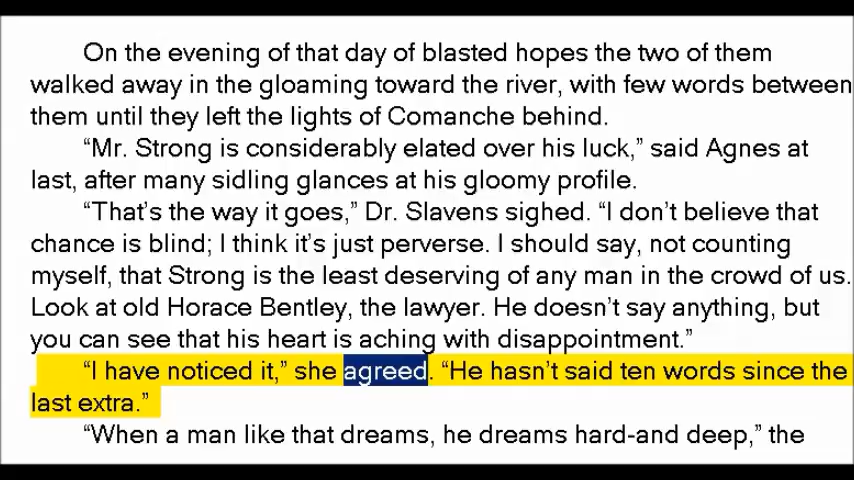 On the evening of that day of blasted hopes the two of them
walked away in the gloaming toward the river, with few words between
them until they left the lights of Comanche behind.
“Mr. Strong is considerably elated over his luck,” said Agnes at
last, after many sidling glances at his gloomy profile.
“That’s the way it goes,” Dr. Slavens sighed. “I don’t believe that
chance is blind; I think it’s just perverse. I should say, not counting
myself, that Strong is the least deserving of any man in the crowd of us.
Look at old Horace Bentley, the lawyer. He doesn’t say anything, but
you can see that his heart is aching with disappointment.”
“I have noticed it,” she agreed. “He hasn’t said ten words since the
last extra.”
“When a man like that dreams, he dreams hard-and deep,” the